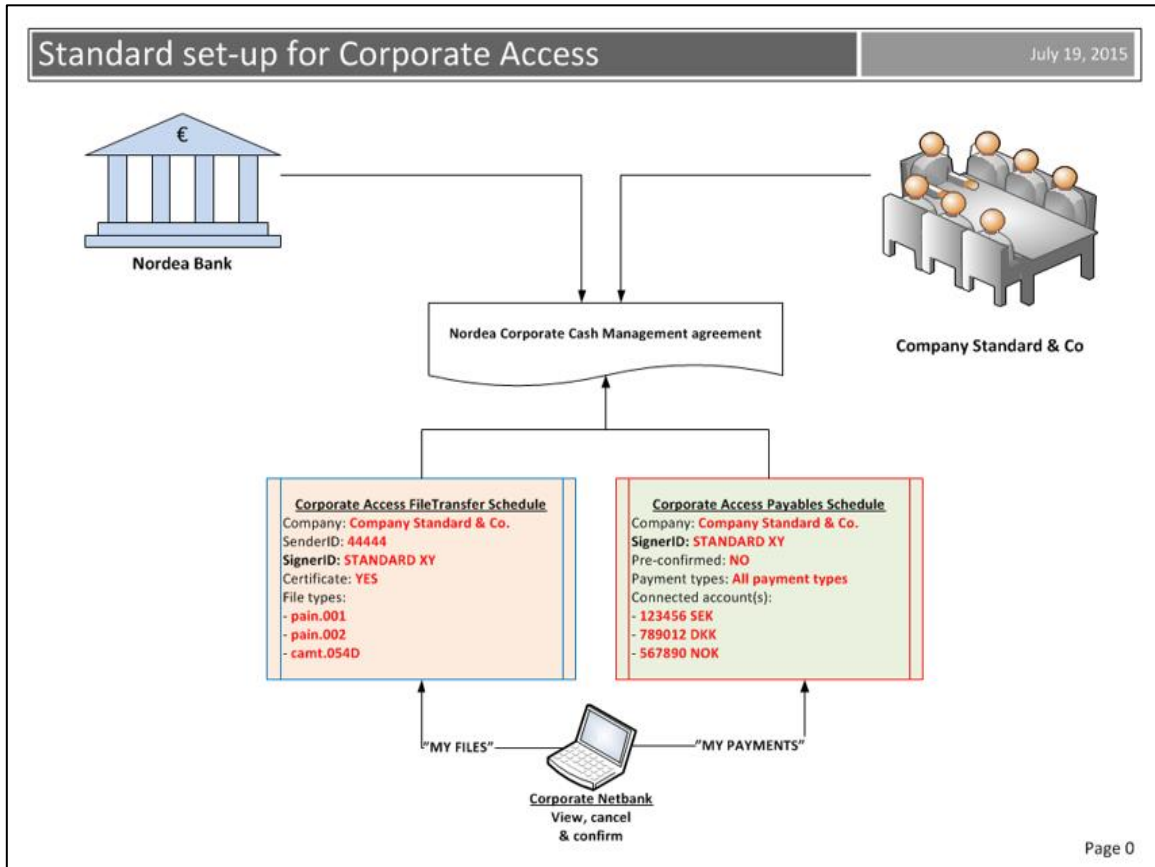 Standard set-up for Corporate Access
July 19, 2015
€
Nordea Bank
Company Standard & Co
Nordea Corporate Cash Management agreement
Corporate Access FileTransfer Schedule
Company: Company Standard & Co.
SenderID: 44444
SignerID: STANDARD XY
Certificate: YES
File types:
- pain.001
- pain.002
- camt.054D
Corporate Access Payables Schedule
Company: Company Standard & Co.
SignerID: STANDARD XY
Pre-confirmed: NO
Payment types: All payment types
Connected account(s):
- 123456 SEK
- 789012 DKK
- 567890 NOK
"MY FILES"
"MY PAYMENTS"
Corporate Netbank
View, cancel
& confirm
Page 0